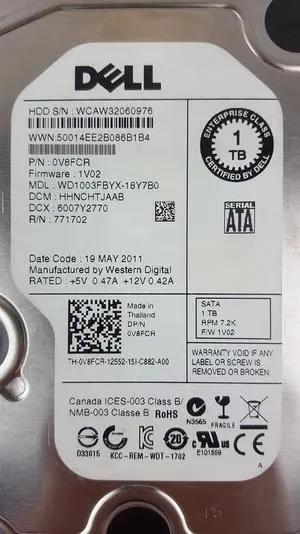 DELL
HDD S/N : WCAW32060976
WWN:50014EE2B086B1B4
P/N : 0V8FCR
Firmware : 1V02
MDL : WD1003FBYX-18Y7B0
DCM : HHNCHTJAAB
DCX : 6007Y2770
R/N : 771702
ENTERPRISE CLASS
1
TB
CERTIFIED BY DELL
SERIAL
ATA
Date Code : 19 MAY 2011
Manufactured by Western Digital
RATED : +5V 0.47A +12V 0.42A
Made in
Thailand
DP/N
0V8FCR
SATA
1 TB
RPM 7.2K
F/W 1V02
TH-0V8FCR-12552-15I-C882-A00
WARRANTY VOID IF ANY
LABEL OR SCREW IS
REMOVED OR BROKEN.
Canada ICES-003 Class B/
NMB-003 Classe B RoHS
N3565
FRAGILE
D33015
KCC-REM-WDT-1702
20
c UL US
E101559
CE
A